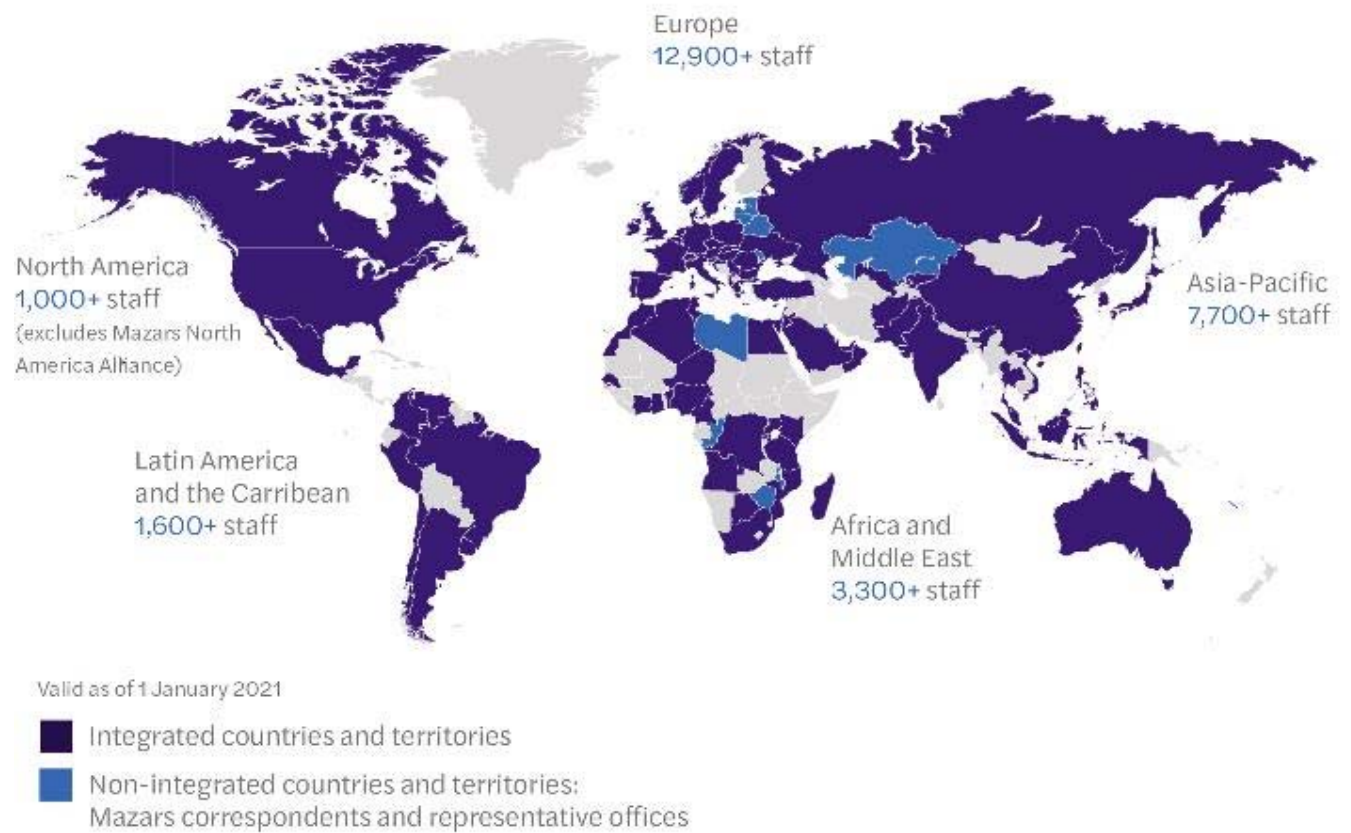 Europe
12,900+ staff
North America
1,000+ staff
(excludes Mazars North
America Alliance)
Asia-Pacific
7,700+ staff
Latin America
and the Carribean
1,600+ staff
Africa and
Middle East
3,300+ staff
Valid as of 1 January 2021
Integrated countries and territories
Non-integrated countries and territories:
Mazars correspondents and representative offices